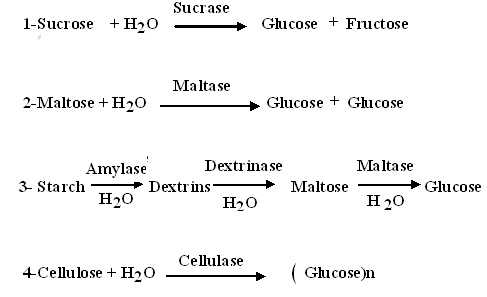 Sucrase
1-Sucrose + H2O Glucose + Fructose
Maltase
2-Maltose + H2O Glucose + Glucose
Amylase Dextrinase Maltase
3- Starch Dextrins Maltose Glucose
H2O H2O H2O
Cellulase
4-Cellulose + H2O ( Glucose)n